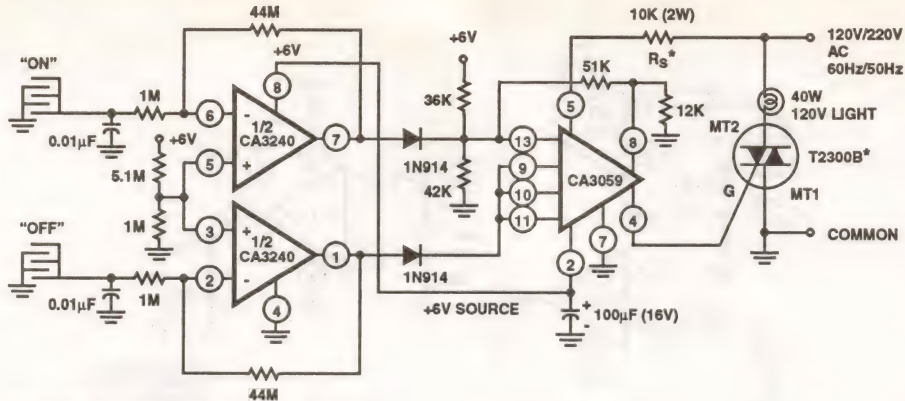 44M
+6V
"ON"
1M
6
8
-
1/2
CA3240
7
0.01μF
+6V
5
+
5.1M
1M
3
+
1/2
CA3240
1
"OFF"
2
-
4
0.01μF
1M
44M
1N914
1N914
+6V
36K
42K
+6V SOURCE
10K (2W)
RS*
51K
12K
5
13
9
10
11
CA3059
8
4
7
2
+
-
100μF (16V)
120V/220V
AC
60Hz/50Hz
40W
120V LIGHT
MT2
T2300B*
G
MT1
COMMON